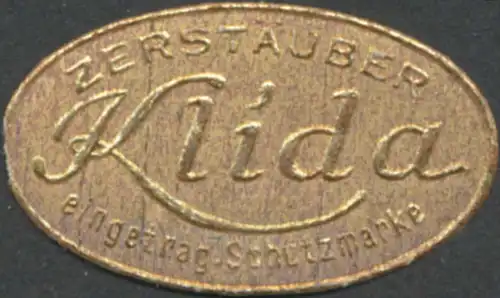 ZERSTÄUBER
Klida
eingetrag. Schutzmarke